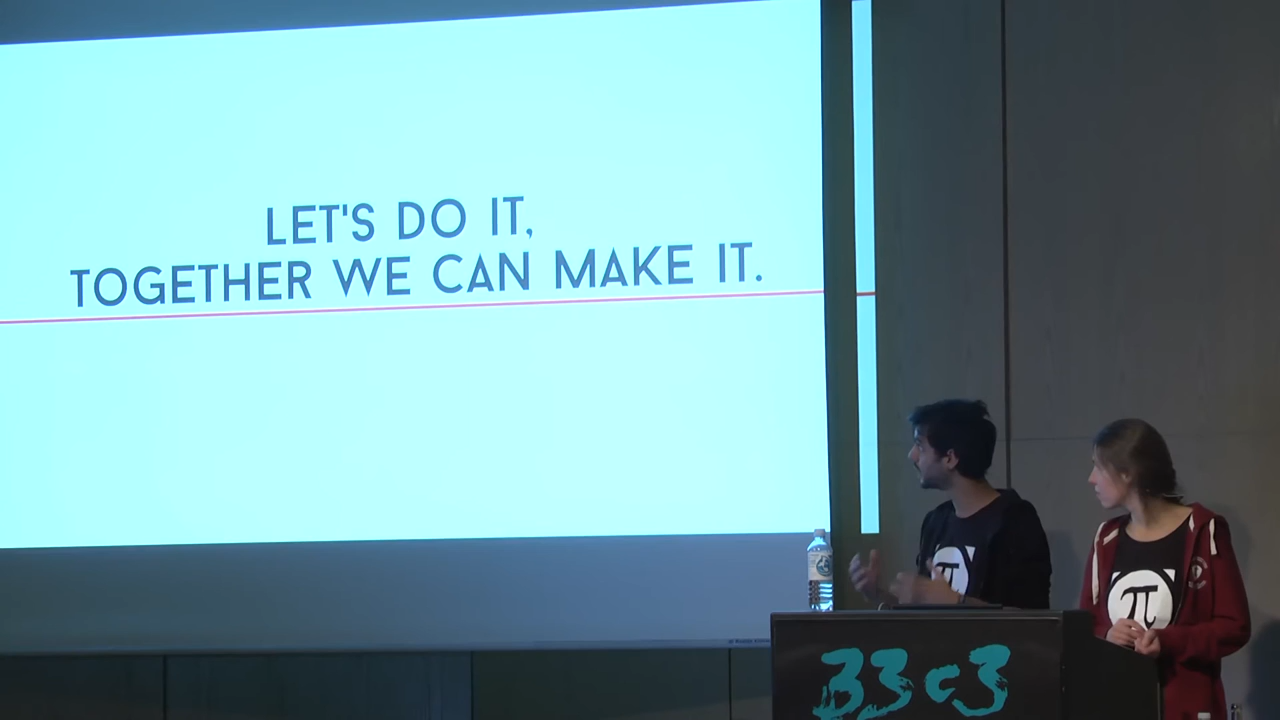 LET'S DO IT,
TOGETHER WE CAN MAKE IT.
π
π
33c3